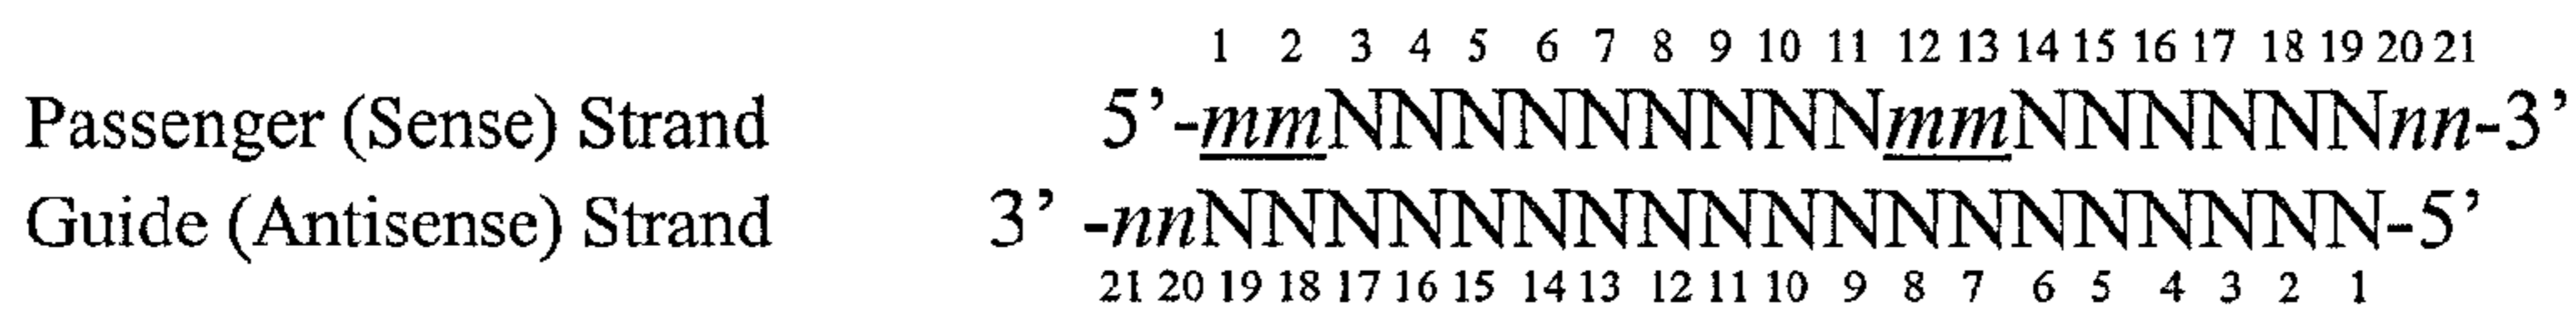 1 2 3 4 5 6 7 8 9 10 11 12 13 14 15 16 17 18 19 20 21
Passenger (Sense) Strand 5’-mmNNNNNNNNNmmNNNNNNnn-3’
Guide (Antisense) Strand 3’ -nnNNNNNNNNNNNNNNNNNNN-5’
21 20 19 18 17 16 15 14 13 12 11 10 9 8 7 6 5 4 3 2 1